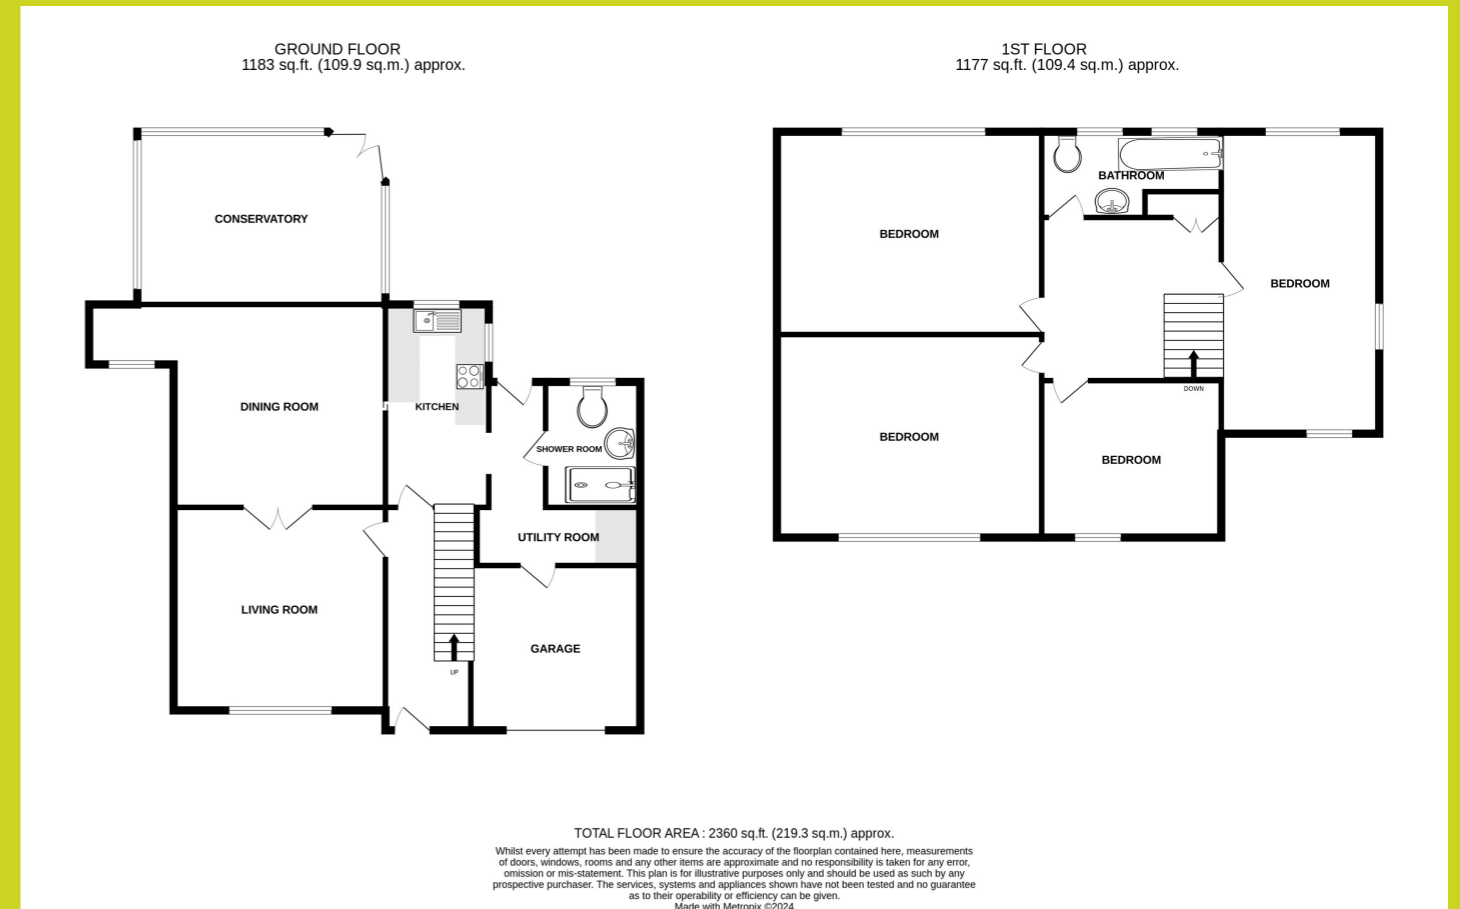 GROUND FLOOR
1183 sq.ft. (109.9 sq.m.) approx.
1ST FLOOR
1177 sq.ft. (109.4 sq.m.) approx.
CONSERVATORY
DINING ROOM
KITCHEN
SHOWER ROOM
UTILITY ROOM
LIVING ROOM
GARAGE
UP
BATHROOM
BEDROOM
BEDROOM
DOWN
BEDROOM
BEDROOM
TOTAL FLOOR AREA : 2360 sq.ft. (219.3 sq.m.) approx.
Whilst every attempt has been made to ensure the accuracy of the floorplan contained here, measurements
of doors, windows, rooms and any other items are approximate and no responsibility is taken for any error,
omission or mis-statement. This plan is for illustrative purposes only and should be used as such by any
prospective purchaser. The services, systems and appliances shown have not been tested and no guarantee
as to their operability or efficiency can be given.
Made with Metropix ©2024